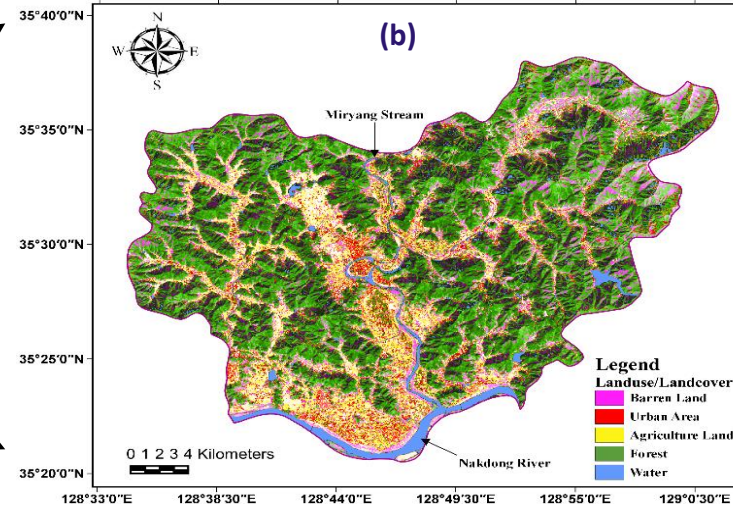 35°40'0"N
(b)
N
W E
S
35°35'0"N
Miryang Stream
35°30'0"N
35°25'0"N
Legend
Landuse/Landcover
Barren Land
Urban Area
Agriculture Land
Forest
Water
0 1 2 3 4 Kilometers
Nakdong River
35°20'0"N
128°33'0"E 128°38'30"E 128°44'0"E 128°49'30"E 128°55'0"E 129°0'30"E